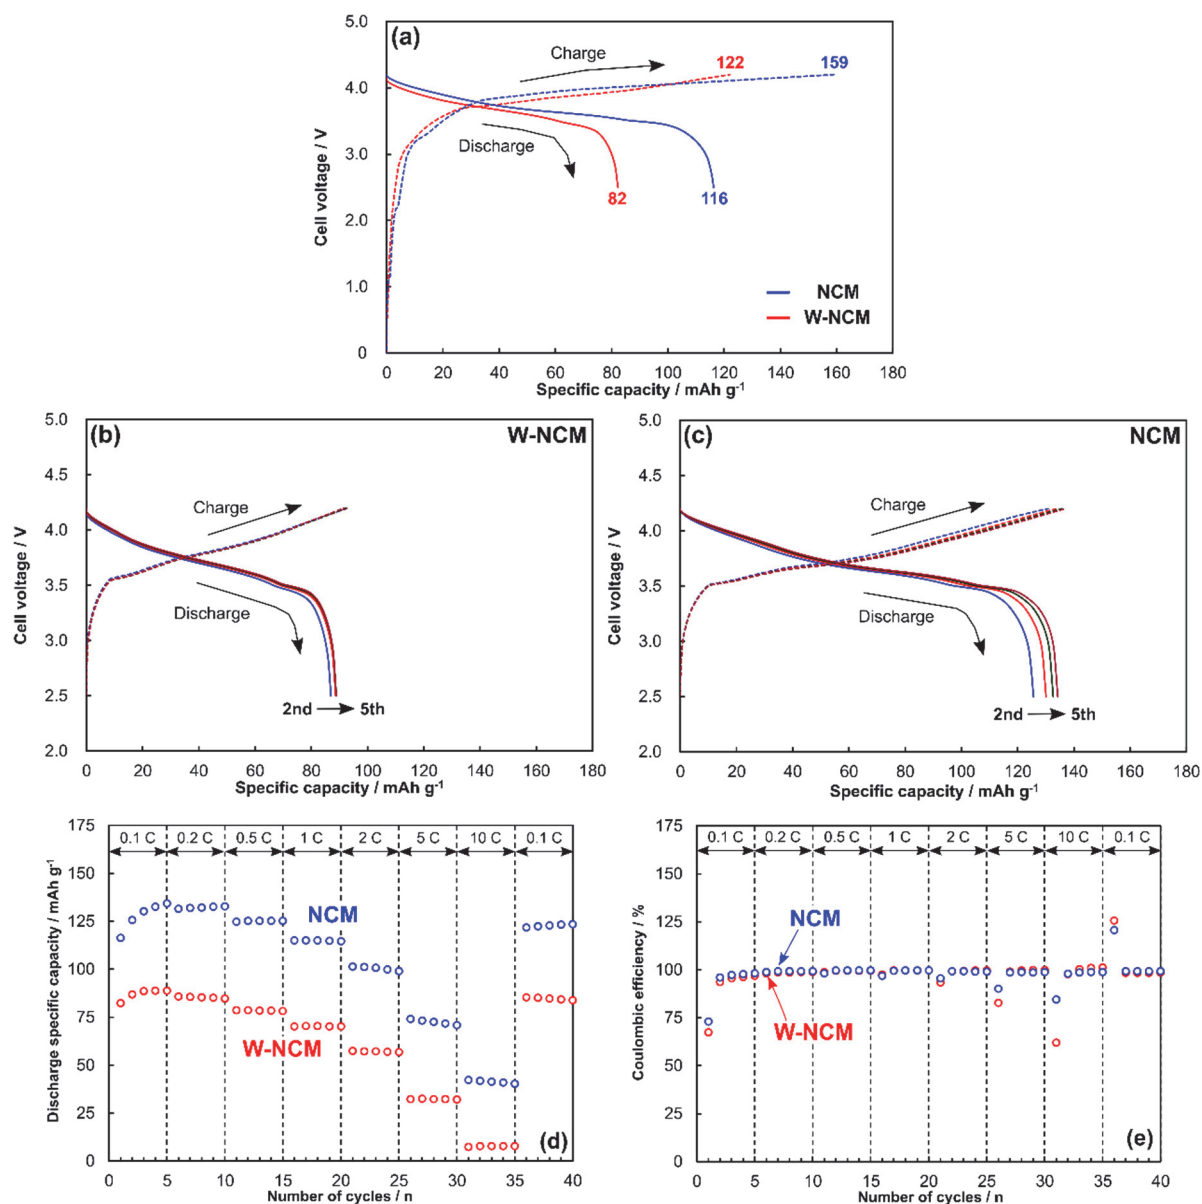 (a)
5.0
4.0
3.0
2.0
1.0
0
Cell voltage / V
Charge
122
159
Discharge
82
116
NCM
W-NCM
0 20 40 60 80 100 120 140 160 180
Specific capacity / mAh g-1
(b)
W-NCM
5.0
4.5
4.0
3.5
3.0
2.5
2.0
Cell voltage / V
Charge
Discharge
2nd 5th
0 20 40 60 80 100 120 140 160 180
Specific capacity / mAh g-1
(c)
NCM
5.0
4.5
4.0
3.5
3.0
2.5
2.0
Cell voltage / V
Charge
Discharge
2nd 5th
0 20 40 60 80 100 120 140 160 180
Specific capacity / mAh g-1
175
150
125
100
75
50
25
0
Discharge specific capacity / mAh g-1
0.1 C 0.2 C 0.5 C 1 C 2 C 5 C 10 C 0.1 C
NCM
W-NCM
(d)
0 5 10 15 20 25 30 35 40
Number of cycles / n
175
150
125
100
75
50
25
0
Coulombic efficiency / %
0.1 C 0.2 C 0.5 C 1 C 2 C 5 C 10 C 0.1 C
NCM
W-NCM
(e)
0 5 10 15 20 25 30 35 40
Number of cycles / n